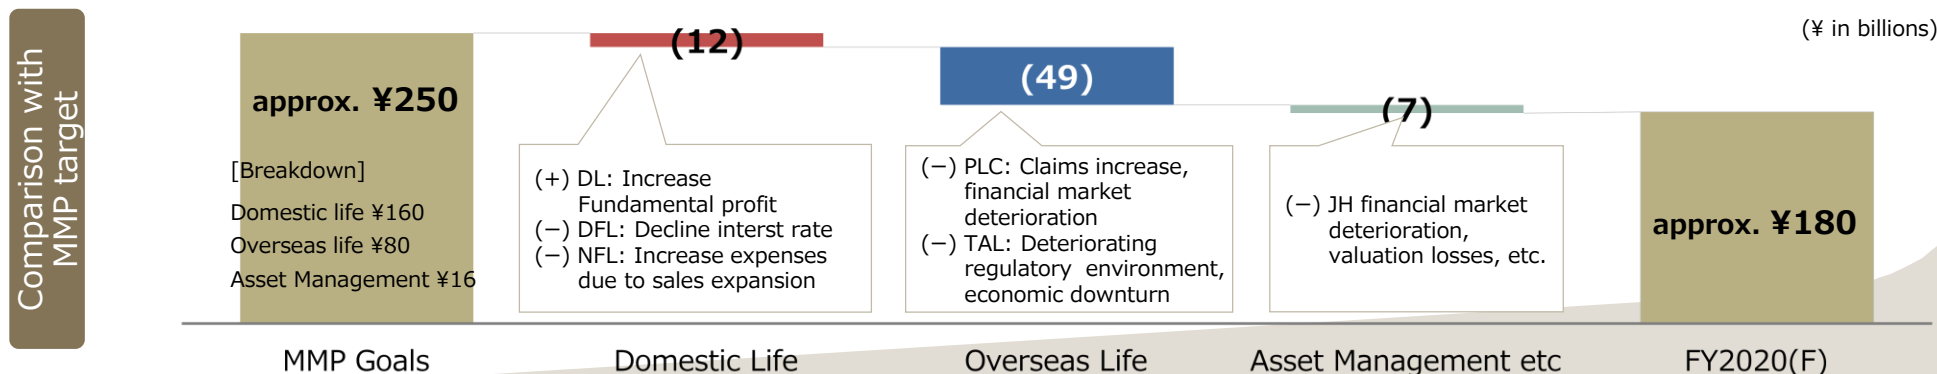 Comparison with
MMP target
(¥ in billions)
approx. ¥250
[Breakdown]
Domestic life ¥160
Overseas life ¥80
Asset Management ¥16
(12)
(+) DL: Increase
Fundamental profit
(−) DFL: Decline interst rate
(−) NFL: Increase expenses
due to sales expansion
(49)
(−) PLC: Claims increase,
financial market
deterioration
(−) TAL: Deteriorating
regulatory environment,
economic downturn
(7)
(−) JH financial market
deterioration,
valuation losses, etc.
approx. ¥180
MMP Goals
Domestic Life
Overseas Life
Asset Management etc
FY2020(F)